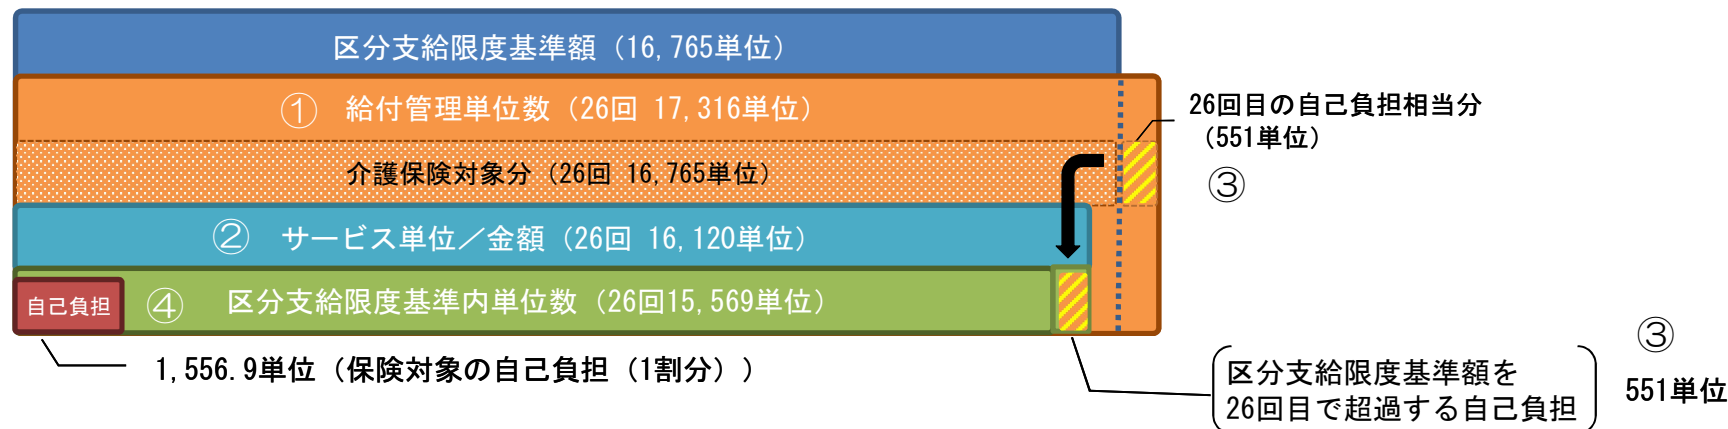 区分支給限度基準額（16,765単位）
① 給付管理単位数（26回 17,316単位）
26回目の自己負担相当分
（551単位）
③
介護保険対象分（26回 16,765単位）
② サービス単位／金額（26回 16,120単位）
自己負担
④ 区分支給限度基準内単位数（26回15,569単位）
1,556.9単位（保険対象の自己負担（1割分））
区分支給限度基準額を
26回目で超過する自己負担
③
551単位